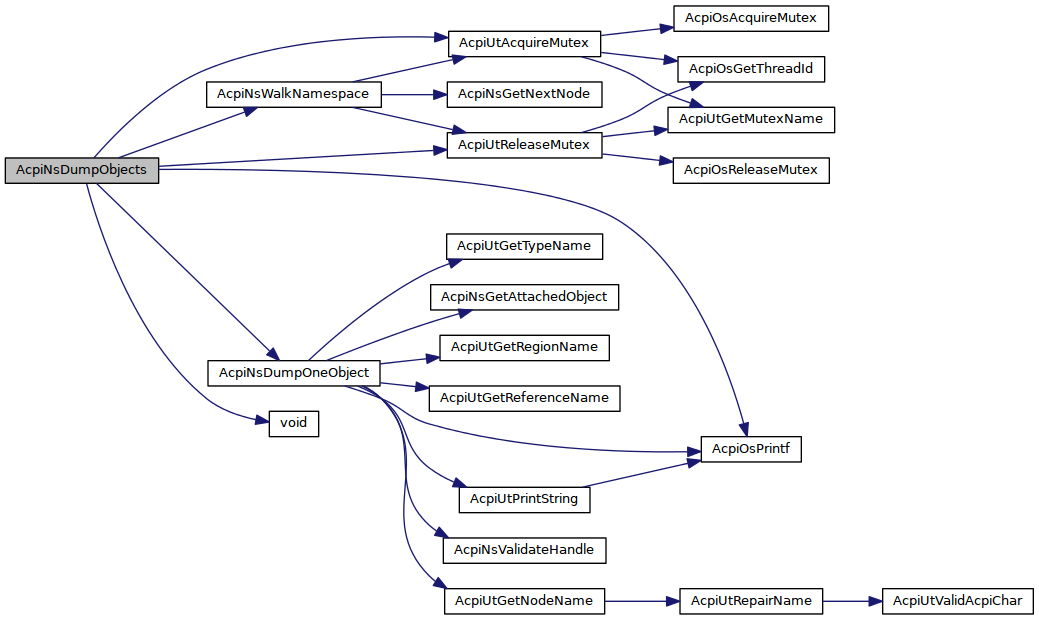 AcpiOsAcquireMutex
AcpiUtAcquireMutex
AcpiOsGetThreadId
AcpiNsWalkNamespace
AcpiNsGetNextNode
AcpiUtGetMutexName
AcpiUtReleaseMutex
AcpiNsDumpObjects
AcpiOsReleaseMutex
AcpiUtGetTypeName
AcpiNsGetAttachedObject
AcpiUtGetRegionName
AcpiNsDumpOneObject
AcpiUtGetReferenceName
void
AcpiOsPrintf
AcpiUtPrintString
AcpiNsValidateHandle
AcpiUtGetNodeName
AcpiUtRepairName
AcpiUtValidAcpiChar